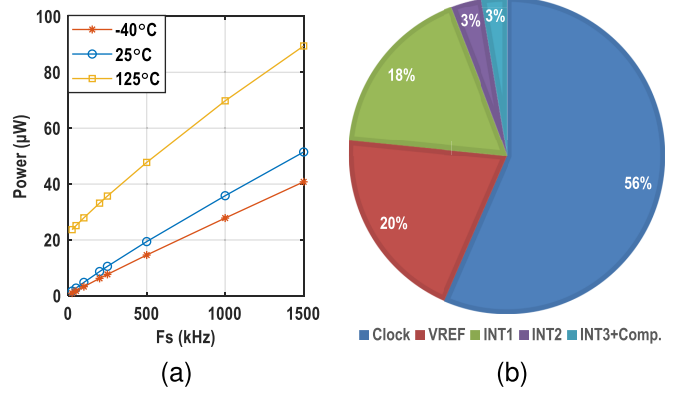 100
80
60
40
20
0
Power (µW)
-40°C
25°C
125°C
0
500
1000
1500
Fs (kHz)
(a)
3%
3%
18%
20%
56%
Clock VREF INT1 INT2 INT3+Comp.
(b)